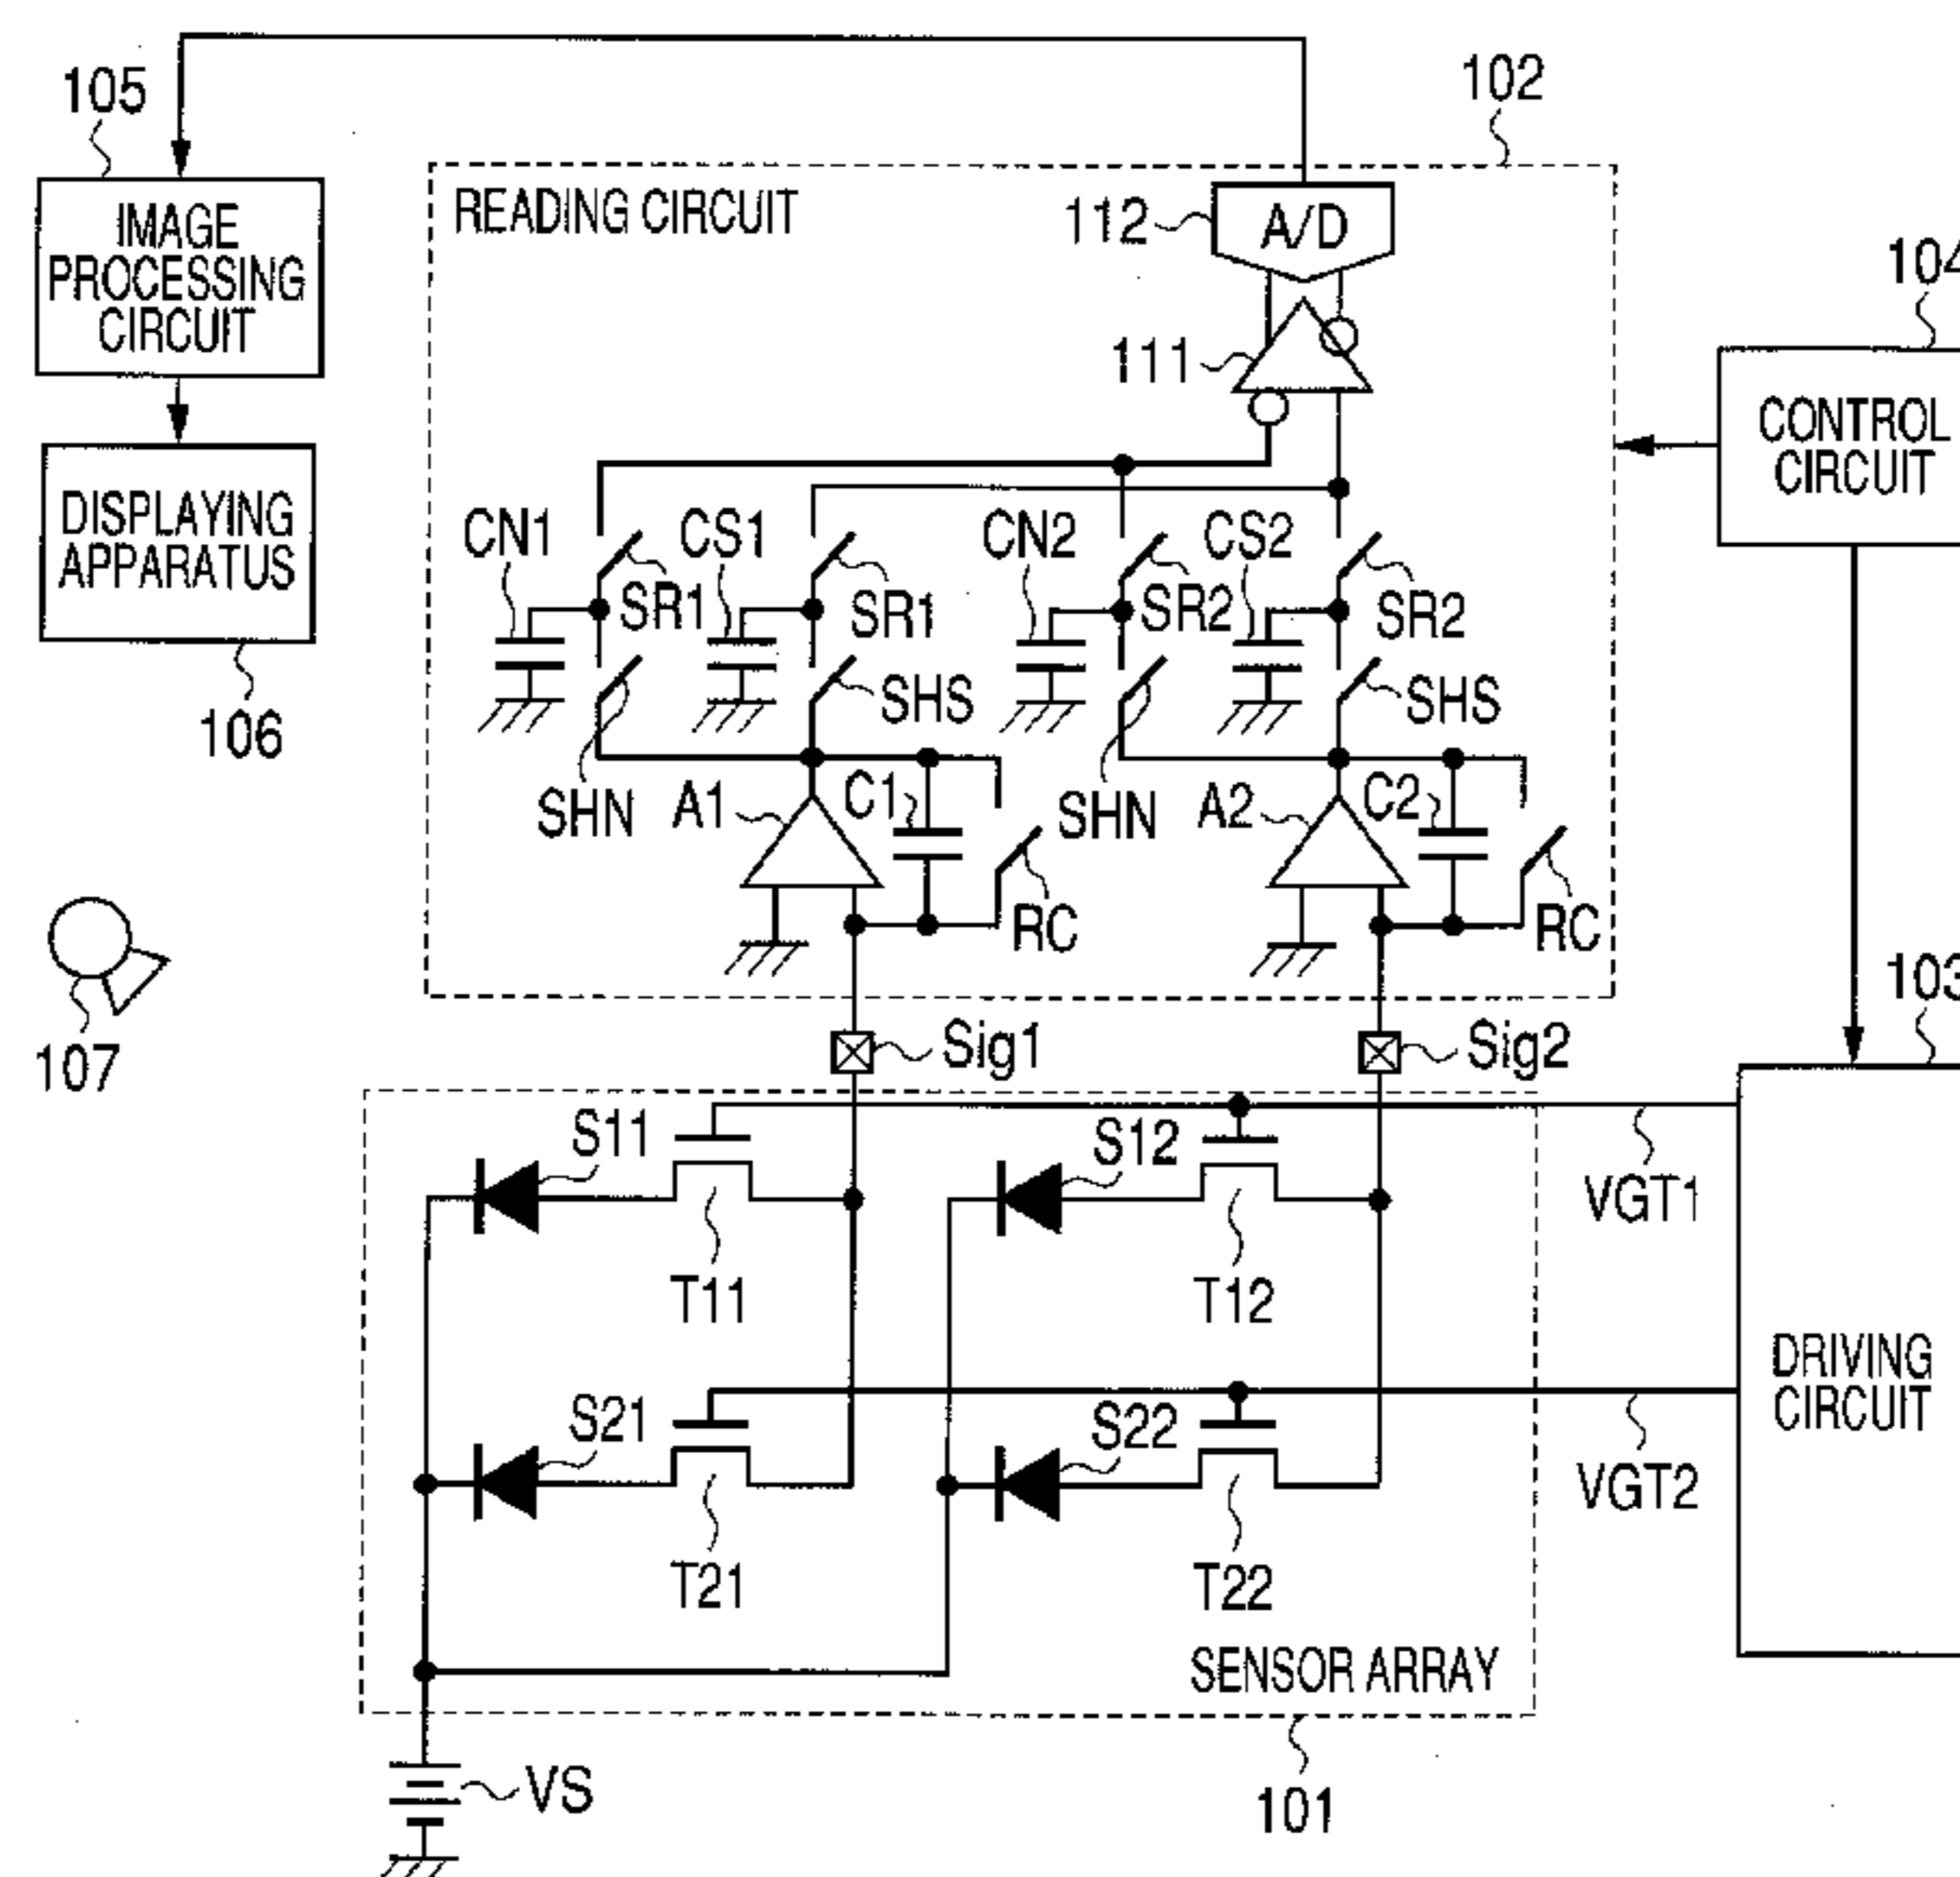 105
IMAGE
PROCESSING
CIRCUIT
DISPLAYING
APPARATUS
106
107
102
READING CIRCUIT
112
A/D
111
CN1
CS1
CN2
CS2
SR1
SR1
SR2
SR2
SHS
SHS
SHN
A1
C1
SHN
A2
C2
RC
RC
104
CONTROL
CIRCUIT
103
DRIVING
CIRCUIT
Sig1
Sig2
S11
S12
VGT1
T11
T12
S21
S22
VGT2
T21
T22
SENSOR ARRAY
101
VS